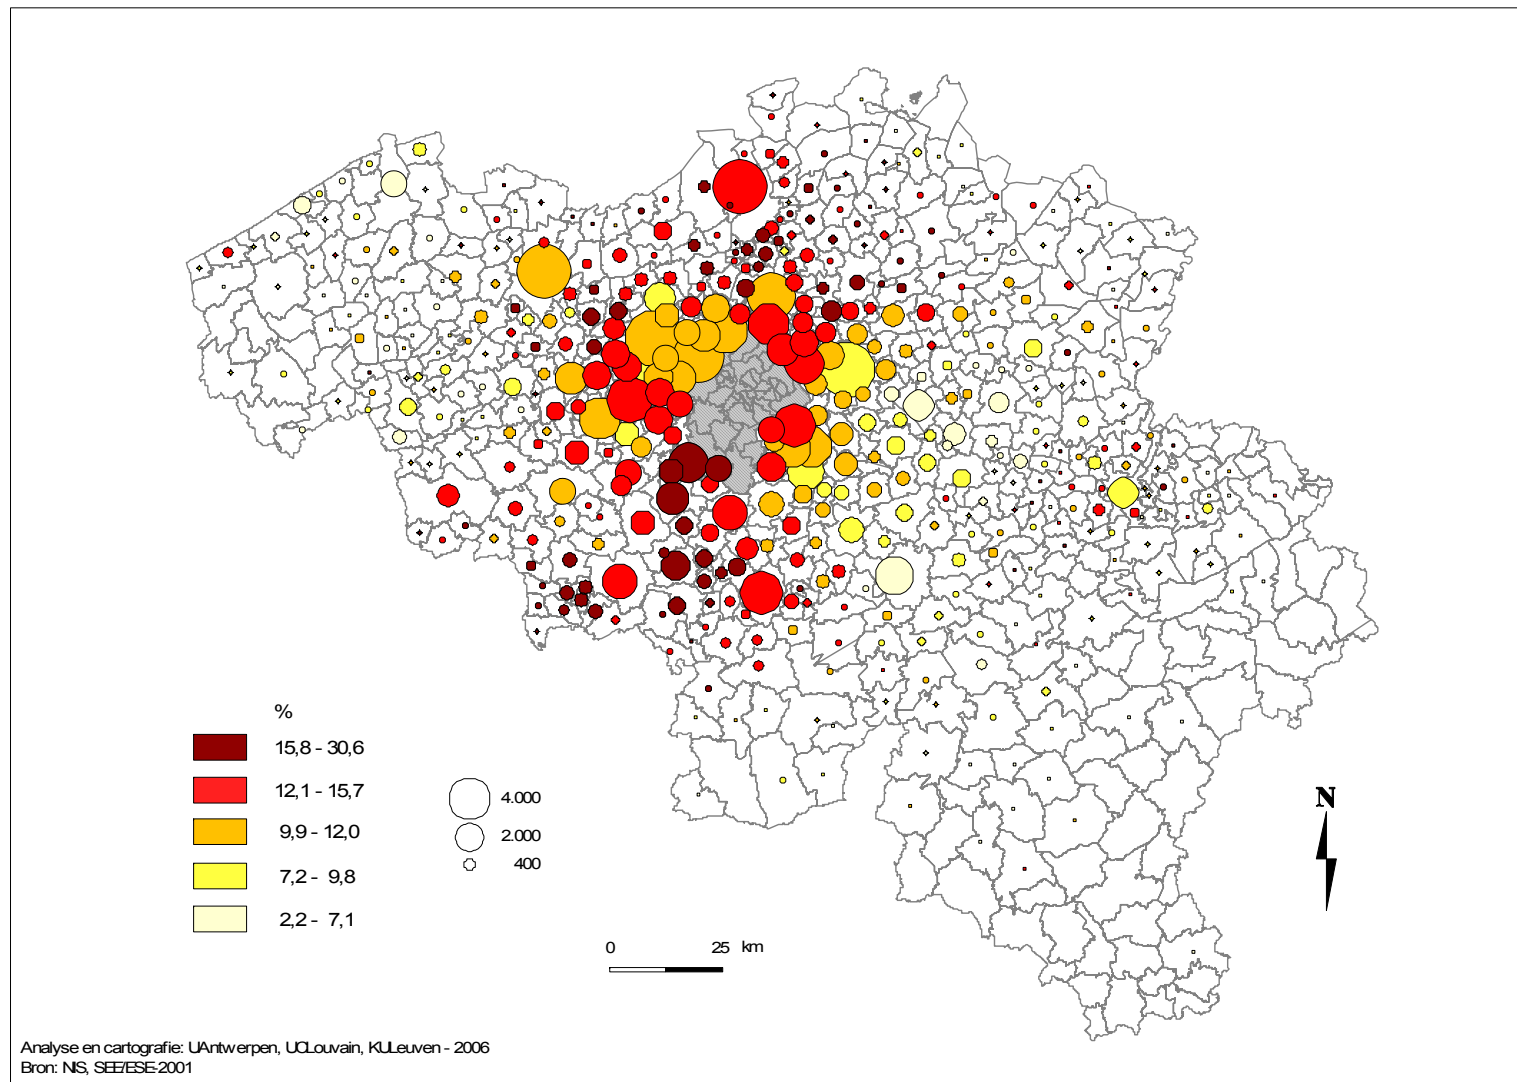 %
15,8 - 30,6
12,1 - 15,7
9,9 - 12,0
7,2 - 9,8
2,2 - 7,1
4.000
2.000
400
N
0 25 km
Analyse en cartografie: UAntwerpen, UCLouvain, KULeuven - 2006
Bron: NIS, SEE/ESE-2001